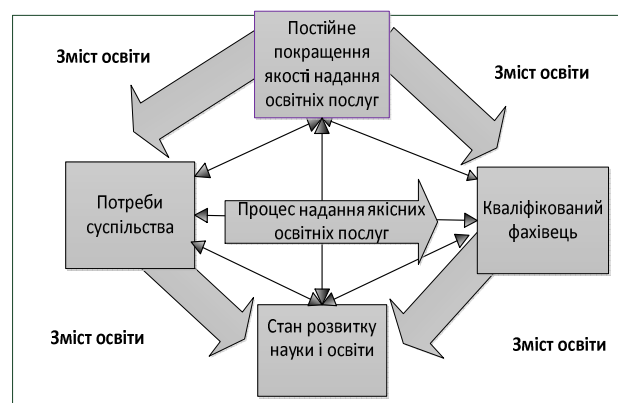 Постійне
покращення
якості надання
освітніх послуг
Зміст освіти
Зміст освіти
Потреби
суспільства
Процес надання якісних
освітніх послуг
Кваліфікований
фахівець
Стан розвитку
науки і освіти
Зміст освіти
Зміст освіти